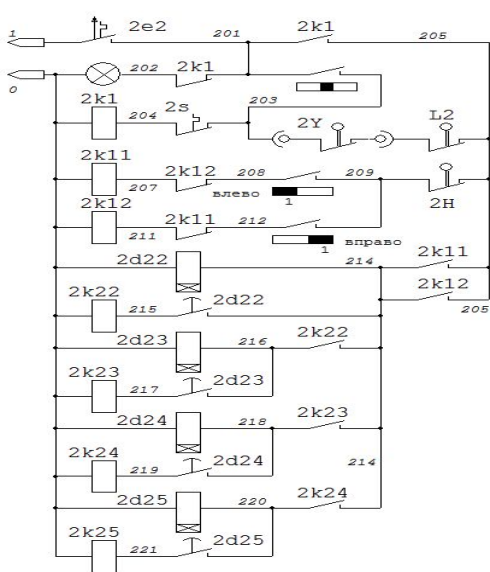 1 2e2 201 2k1 205
0 202 2k1
2k1 204 2s 203 2Y L2
2k11 207 2k12 208 209
влево 1 2H
2k12 211 2k11 212
1 вправо
2d22 214 2k11
2k12
2k22 215 2d22 205
2d23 216 2k22
2k23 217 2d23
2d24 218 2k23
2k24 219 2d24 214
2d25 220 2k24
2k25 221 2d25